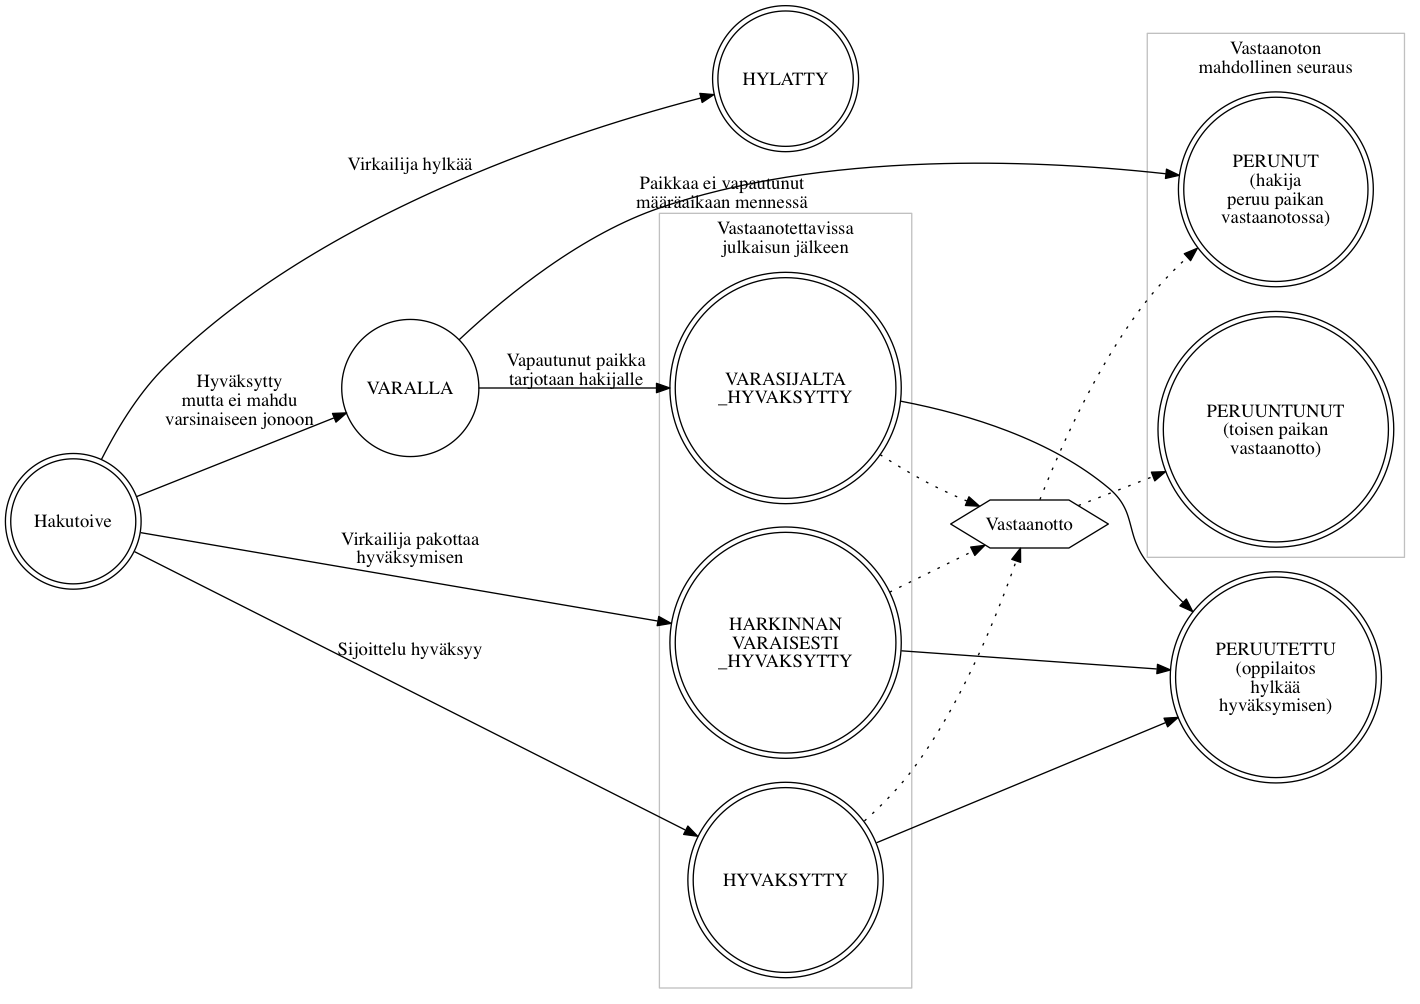 HYLATTY
Vastaanoton
mahdollinen seuraus
Virkailija hylkää
PERUNUT
(hakija
peruu paikan
vastaanotossa)
Paikkaa ei vapautunut
määräaikaan mennessä
Vastaanotettavissa
julkaisun jälkeen
Hyväksytty
mutta ei mahdu
varsinaiseen jonoon
VARALLA
Vapautunut paikka
tarjotaan hakijalle
VARASIJALTA
_HYVAKSYTTY
PERUUNTUNUT
(toisen paikan
vastaanotto)
Hakutoive
Vastaanotto
Virkailija pakottaa
hyväksymisen
HARKINNAN
VARAISESTI
_HYVAKSYTTY
Sijoittelu hyväksyy
PERUUTETTU
(oppilaitos
hylkää
hyväksymisen)
HYVAKSYTTY